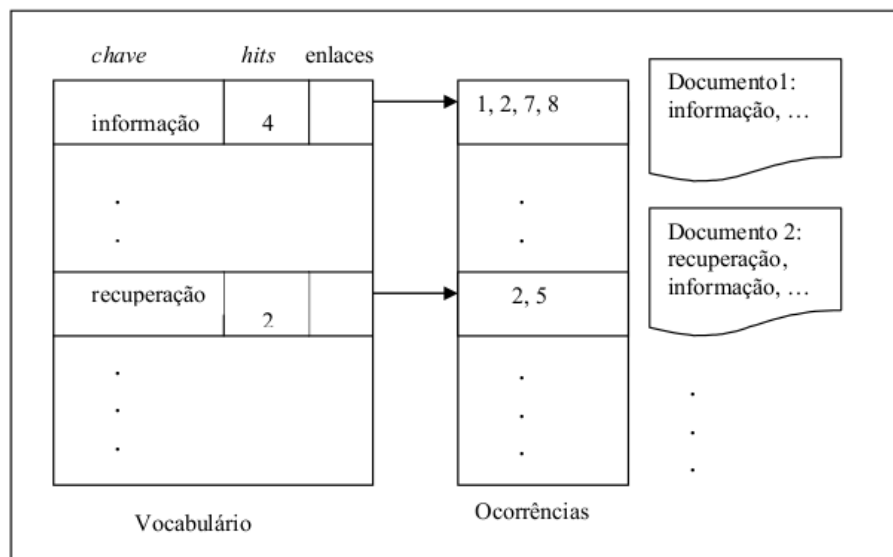 chave hits enlaces
informação 4
1, 2, 7, 8
Documento1:
informação, ...
.
.
.
.
Documento 2:
recuperação,
informação, ...
recuperação
2
2, 5
.
.
.
.
.
.
.
.
.
Vocabulário
Ocorrências